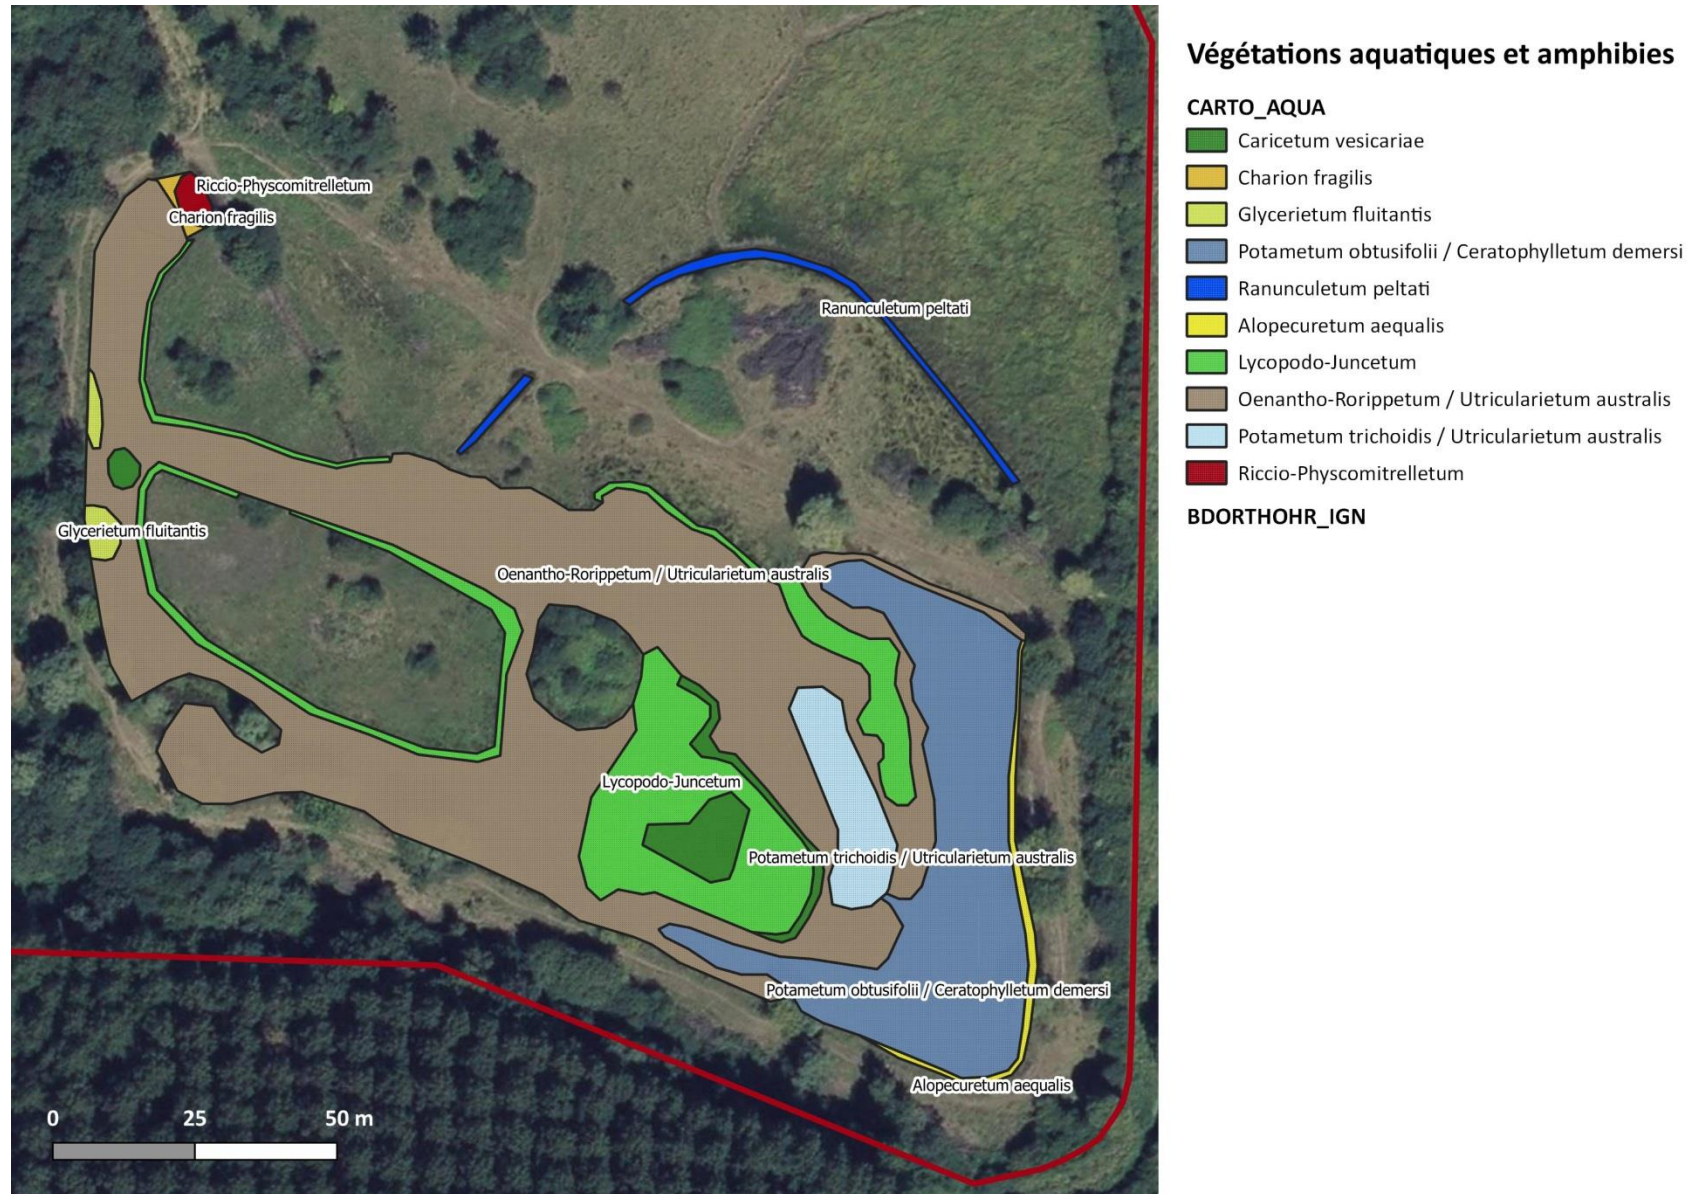 Végétations aquatiques et amphibies
CARTO_AQUA
Caricetum vesicariae
Charion fragilis
Glycerietum fluitantis
Potametum obtusifolii / Ceratophylletum demersi
Ranunculetum peltati
Alopecuretum aequalis
Lycopodo-Juncetum
Oenantho-Rorippetum / Utricularietum australis
Potametum trichoidis / Utricularietum australis
Riccio-Physcomitrelletum
BDORTHOHR_IGN
Riccio-Physcomitrelletum
Charion fragilis
Ranunculetum peltati
Glycerietum fluitantis
Oenantho-Rorippetum / Utricularietum australis
Lycopodo-Juncetum
Potametum trichoidis / Utricularietum australis
Potametum obtusifolii / Ceratophylletum demersi
Alopecuretum aequalis
0 25 50 m